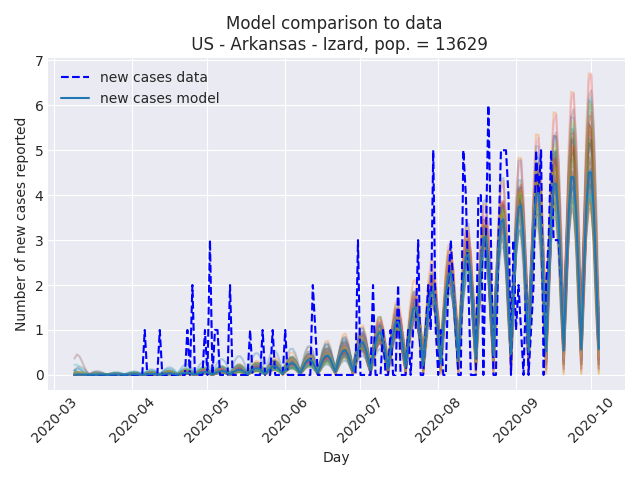 Model comparison to data
US - Arkansas - Izard, pop. = 13629
new cases data
new cases model
Number of new cases reported
7
6
5
4
3
2
1
0
2020-03
2020-04
2020-05
2020-06
2020-07
2020-08
2020-09
2020-10
Day